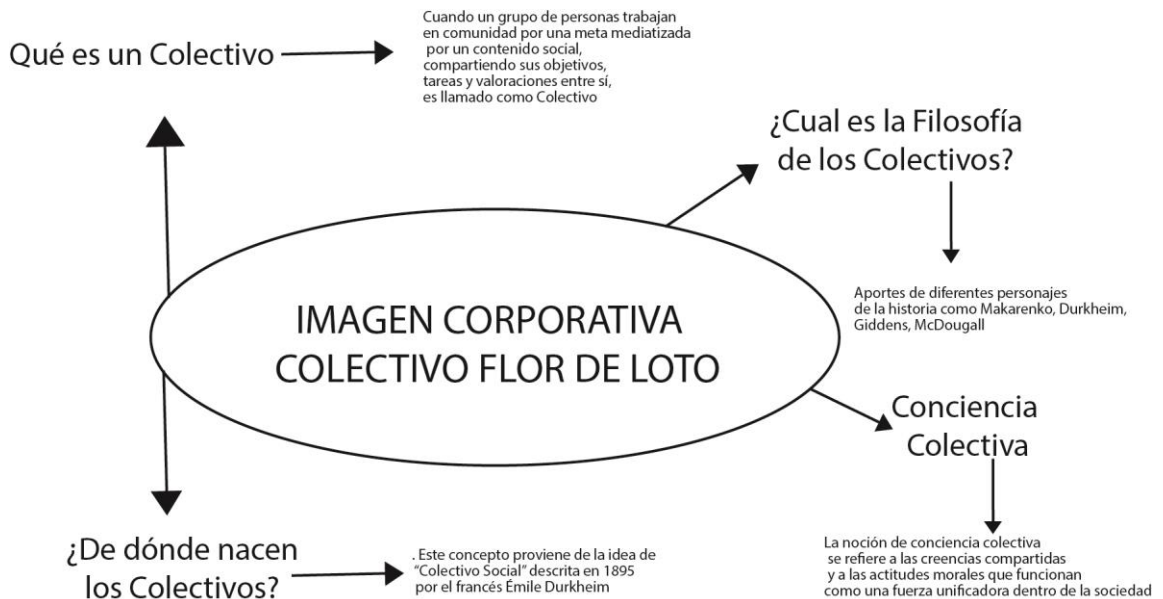 Qué es un Colectivo
Cuando un grupo de personas trabajan
en comunidad por una meta mediatizada
por un contenido social,
compartiendo sus objetivos,
tareas y valoraciones entre sí,
es llamado como Colectivo
¿Cual es la Filosofía
de los Colectivos?
Aportes de diferentes personajes
de la historia como Makarenko, Durkheim,
Giddens, McDougall
IMAGEN CORPORATIVA
COLECTIVO FLOR DE LOTO
Conciencia
Colectiva
La noción de conciencia colectiva
se refiere a las creencias compartidas
y a las actitudes morales que funcionan
como una fuerza unificadora dentro de la sociedad
¿De dónde nacen
los Colectivos?
. Este concepto proviene de la idea de
“Colectivo Social” descrita en 1895
por el francés Émile Durkheim